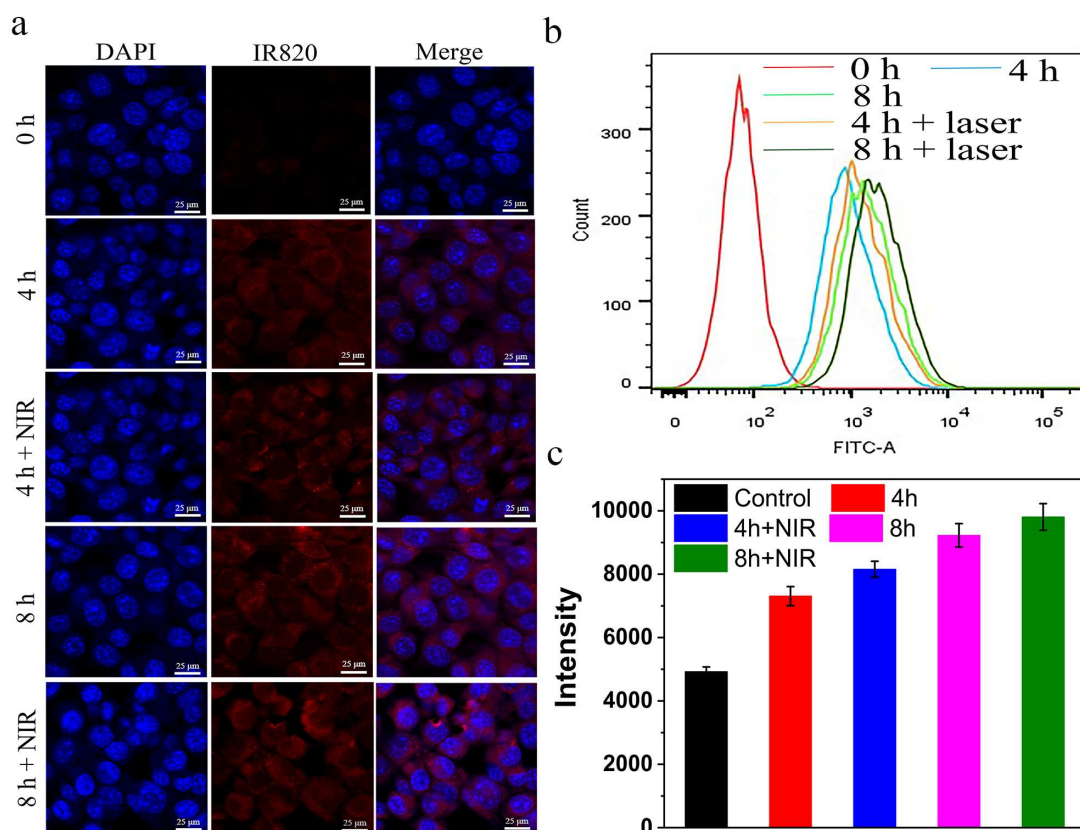 a
DAPI IR820 Merge
0 h
25 µm 25 µm 25 µm
4 h
25 µm 25 µm 25 µm
4 h + NIR
25 µm 25 µm 25 µm
8 h
25 µm 25 µm 25 µm
8 h + NIR
25 µm 25 µm 25 µm
b
0 h 4 h
8 h
4 h + laser
8 h + laser
Count
300
200
100
0
0 10² 10³ 10⁴ 10⁵
FITC-A
c
Control 4h
4h+NIR 8h
8h+NIR
Intensity
10000
8000
6000
4000
2000
0